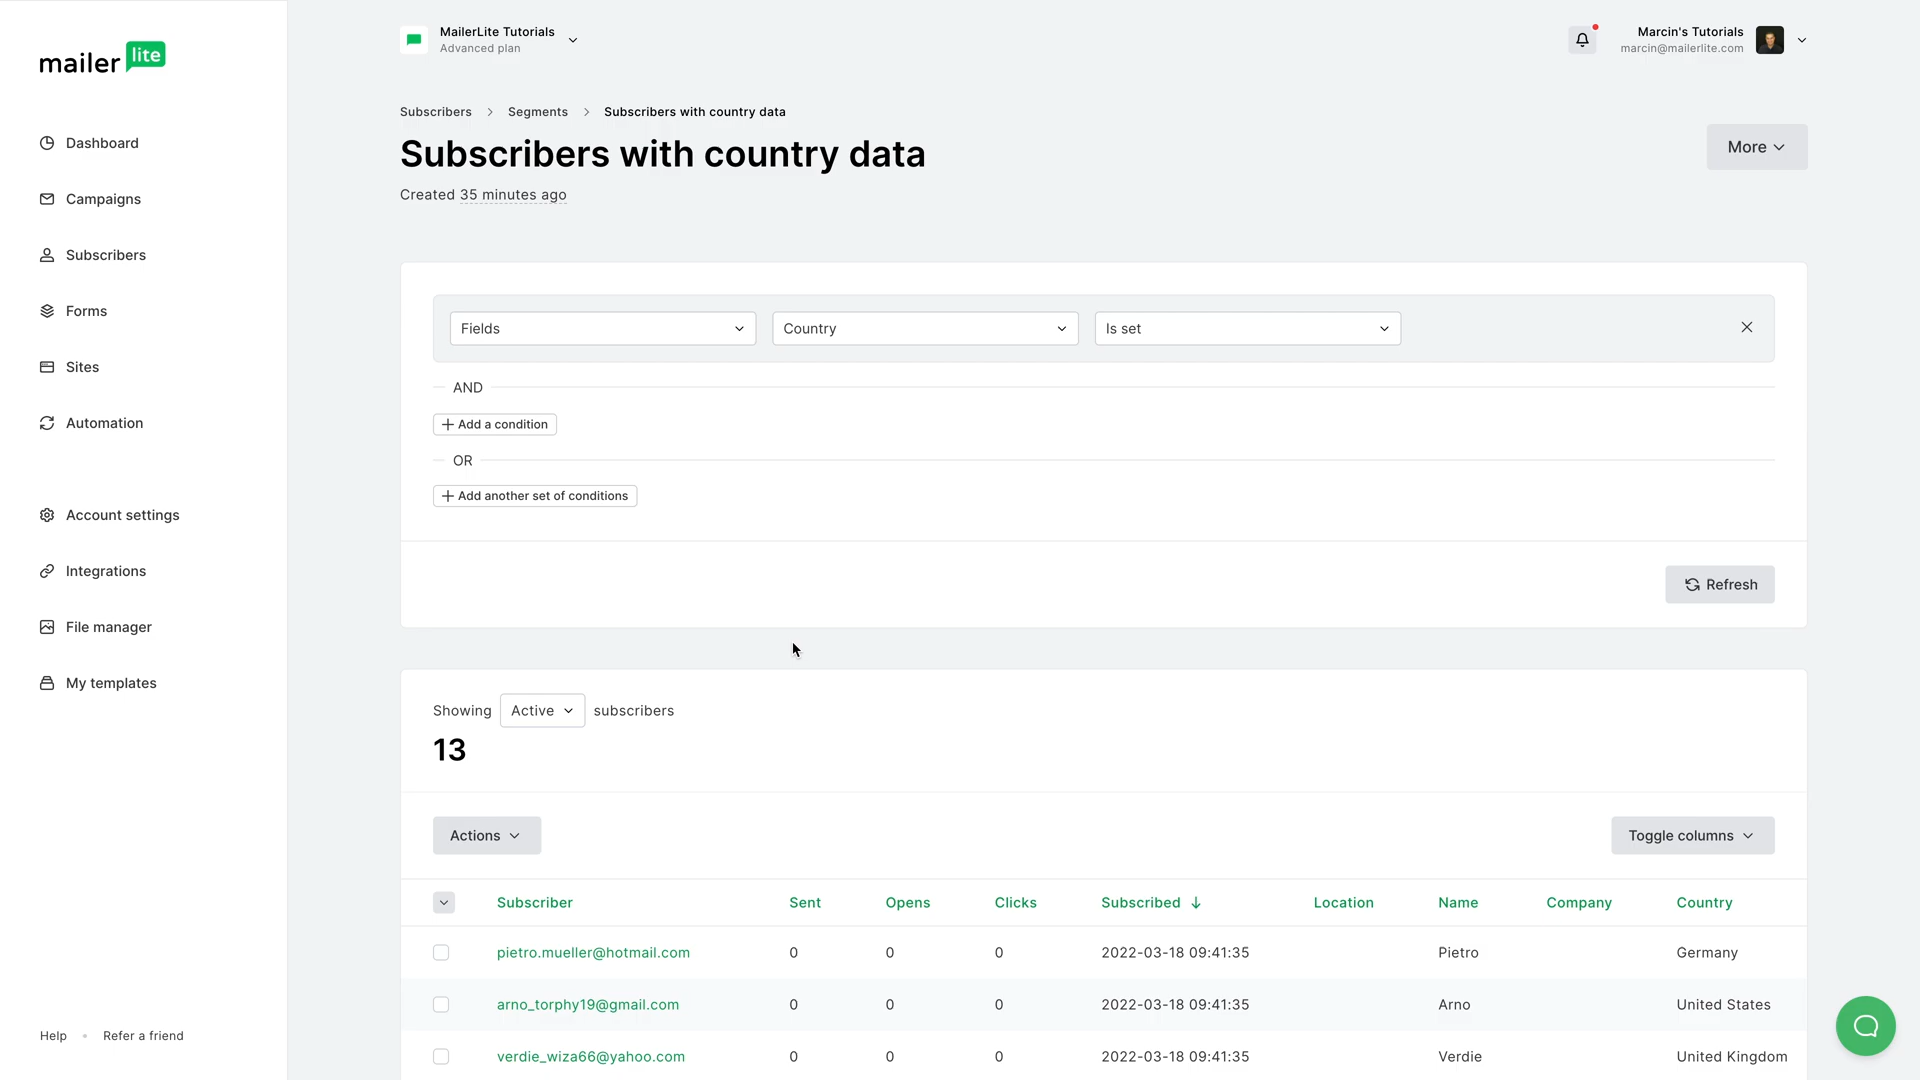 mailer lite
MailerLite Tutorials
Advanced plan
Marcin's Tutorials
marcin@mailerlite.com
Dashboard
Campaigns
Subscribers
Forms
Sites
Automation
Account settings
Integrations
File manager
My templates
Help • Refer a friend
Subscribers > Segments > Subscribers with country data
Subscribers with country data
More
Created 35 minutes ago
Fields Country Is set
AND
+ Add a condition
OR
+ Add another set of conditions
Refresh
Showing Active subscribers
13
Actions Toggle columns
Subscriber Sent Opens Clicks Subscribed ↓ Location Name Company Country
pietro.mueller@hotmail.com 0 0 0 2022-03-18 09:41:35 Pietro Germany
arno_torphy19@gmail.com 0 0 0 2022-03-18 09:41:35 Arno United States
verdie_wiza66@yahoo.com 0 0 0 2022-03-18 09:41:35 Verdie United Kingdom